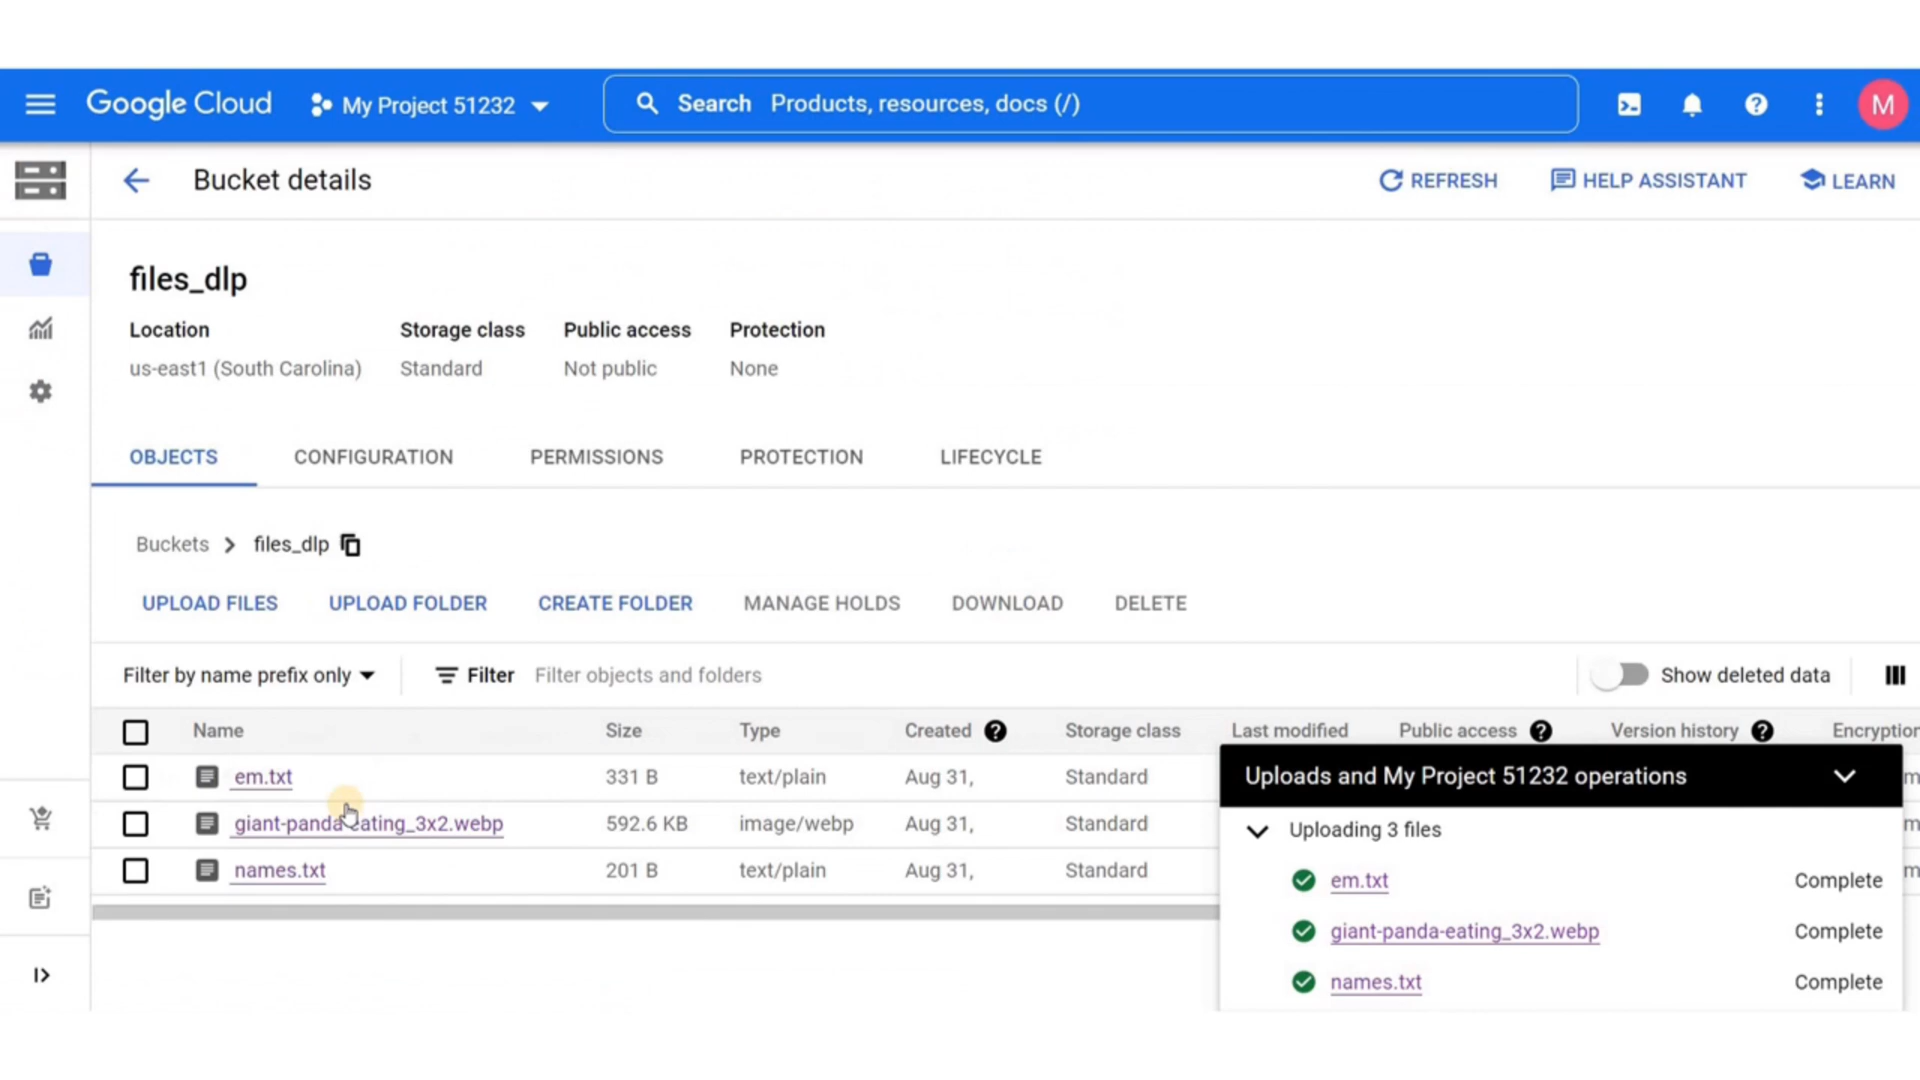 Google Cloud My Project 51232 Search Products, resources, docs (/) M
Bucket details REFRESH HELP ASSISTANT LEARN
files_dlp
Location Storage class Public access Protection
us-east1 (South Carolina) Standard Not public None
OBJECTS CONFIGURATION PERMISSIONS PROTECTION LIFECYCLE
Buckets > files_dlp
UPLOAD FILES UPLOAD FOLDER CREATE FOLDER MANAGE HOLDS DOWNLOAD DELETE
Filter by name prefix only Filter Filter objects and folders Show deleted data
Name Size Type Created Storage class Last modified Public access Version history Encryption
em.txt 331 B text/plain Aug 31, Standard
giant-panda-eating_3x2.webp 592.6 KB image/webp Aug 31, Standard
names.txt 201 B text/plain Aug 31, Standard
Uploads and My Project 51232 operations
Uploading 3 files
em.txt Complete
giant-panda-eating_3x2.webp Complete
names.txt Complete